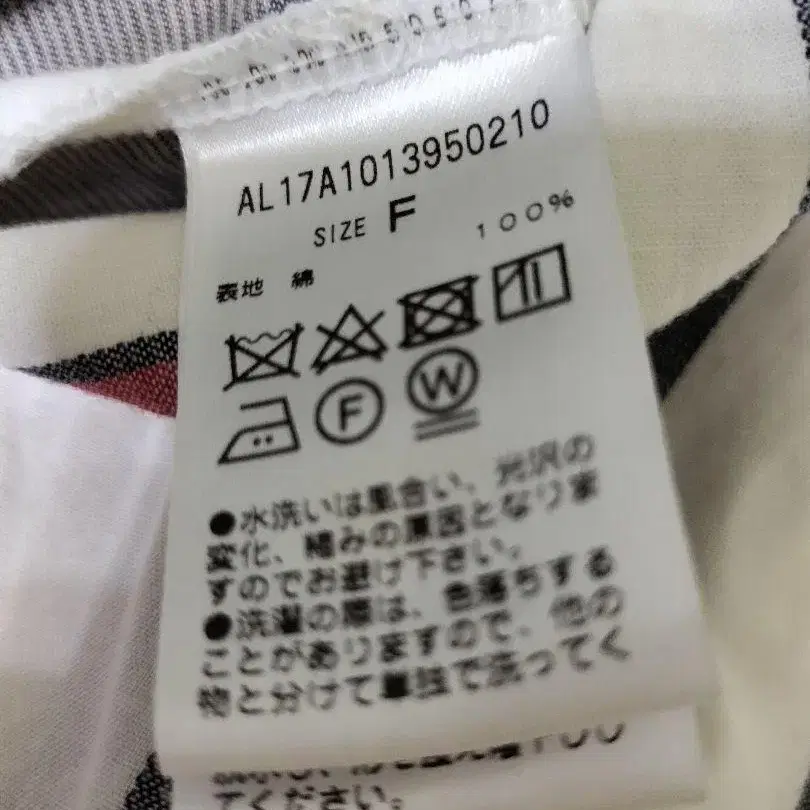 AL17A1013950210
SIZE F
表地 綿 100%
F W
●水洗いは風合い、光沢の
変化、縮みの原因となりま
すのでお避け下さい。
●洗濯の際は、色落ちする
ことがありますので、他の
物と分けて単独で洗ってく
てください。